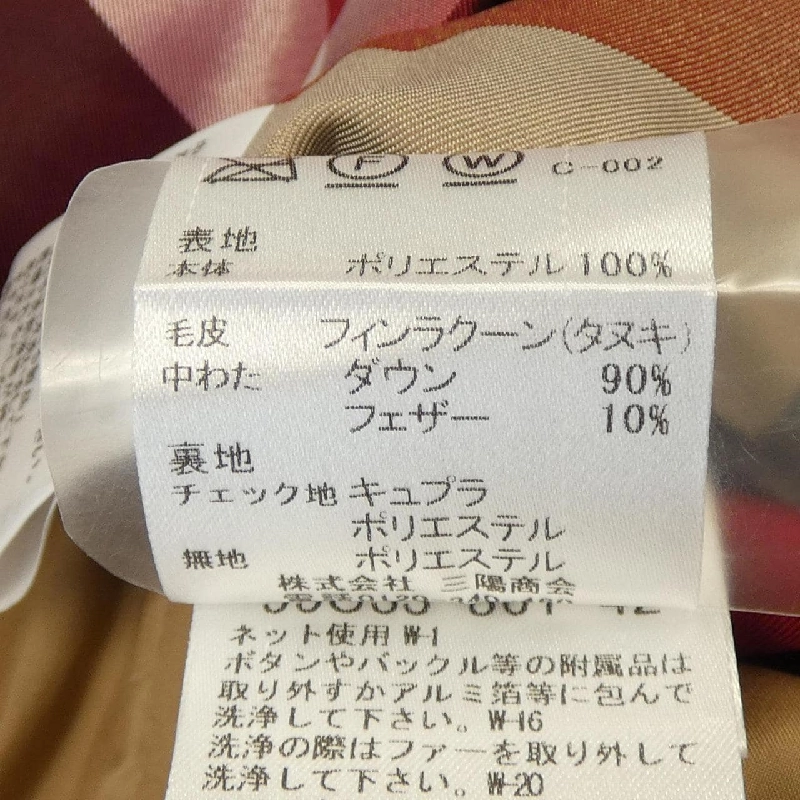 F W C-002
表地
本体 ポリエステル 100%
毛皮 フィンラクーン(タヌキ)
中わた ダウン 90%
フェザー 10%
裏地
チェック地 キュプラ
ポリエステル
無地 ポリエステル
株式会社 三陽商会
ネット使用 W-1
ボタンやバックル等の附属品は
取り外すかアルミ箔等に包んで
洗浄して下さい。W-16
洗浄の際はファーを取り外して
洗浄して下さい。W-20